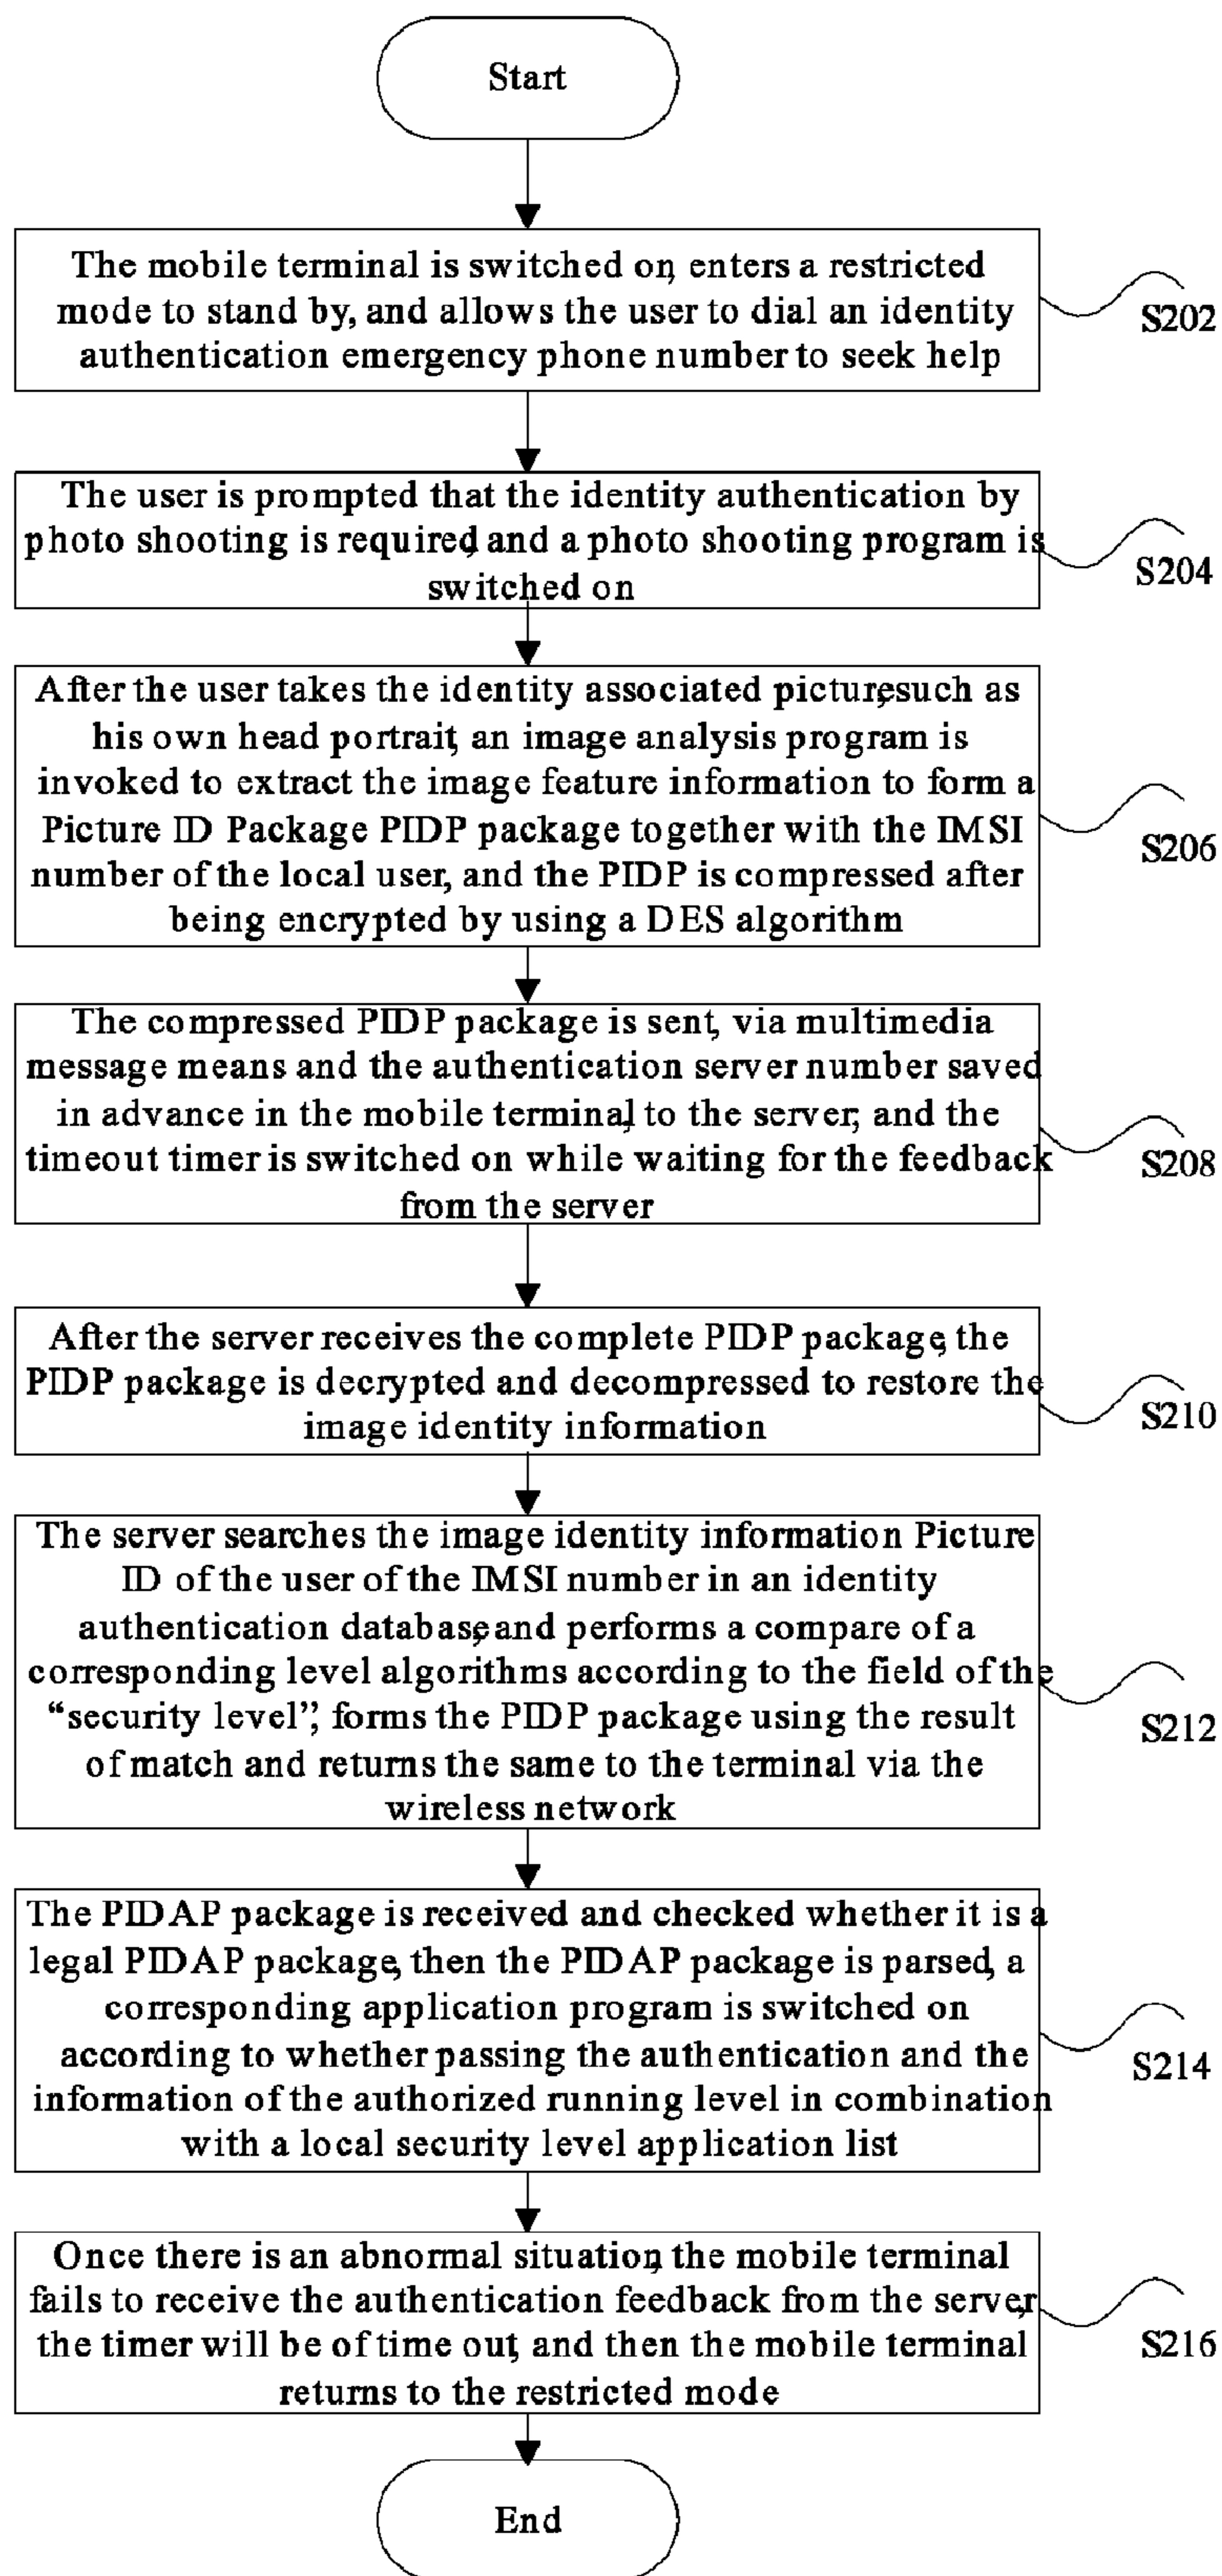 Start
The mobile terminal is switched on, enters a restricted
mode to stand by, and allows the user to dial an identity
authentication emergency phone number to seek help
S202
The user is prompted that the identity authentication by
photo shooting is required, and a photo shooting program is
switched on
S204
After the user takes the identity associated picture, such as
his own head portrait, an image analysis program is
invoked to extract the image feature information to form a
Picture ID Package PIDP package together with the IMSI
number of the local user, and the PIDP is compressed after
being encrypted by using a DES algorithm
S206
The compressed PIDP package is sent, via multimedia
message means and the authentication server number saved
in advance in the mobile terminal, to the server, and the
timeout timer is switched on while waiting for the feedback
from the server
S208
After the server receives the complete PIDP package, the
PIDP package is decrypted and decompressed to restore the
image identity information
S210
The server searches the image identity information Picture
ID of the user of the IMSI number in an identity
authentication database, and performs a compare of a
corresponding level algorithms according to the field of the
“security level”, forms the PIDP package using the result
of match and returns the same to the terminal via the
wireless network
S212
The PIDAP package is received and checked whether it is a
legal PIDAP package, then the PIDAP package is parsed, a
corresponding application program is switched on
according to whether passing the authentication and the
information of the authorized running level in combination
with a local security level application list
S214
Once there is an abnormal situation, the mobile terminal
fails to receive the authentication feedback from the server,
the timer will be of time out, and then the mobile terminal
returns to the restricted mode
S216
End